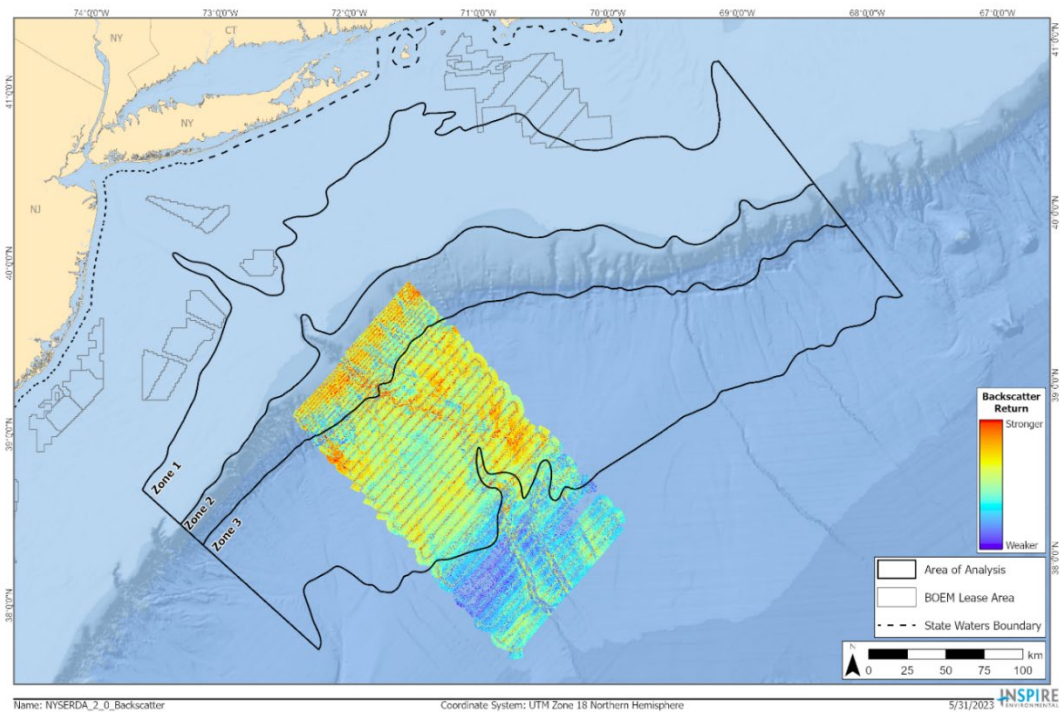 74°0'0"W 73°0'0"W 72°0'0"W 71°0'0"W 70°0'0"W 69°0'0"W 68°0'0"W 67°0'0"W
41°0'0"N
40°0'0"N
39°0'0"N
38°0'0"N
NY
CT
NY
NJ
Zone 1
Zone 2
Zone 3
41°0'0"N
40°0'0"N
39°0'0"N
38°0'0"N
Backscatter
Return
Stronger
Weaker
Area of Analysis
BOEM Lease Area
State Waters Boundary
N
km
0 25 50 75 100
Name: NYSERDA_2_0_Backscatter
Coordinate System: UTM Zone 18 Northern Hemisphere
5/31/2023
INSPIRE
ENVIRONMENTAL